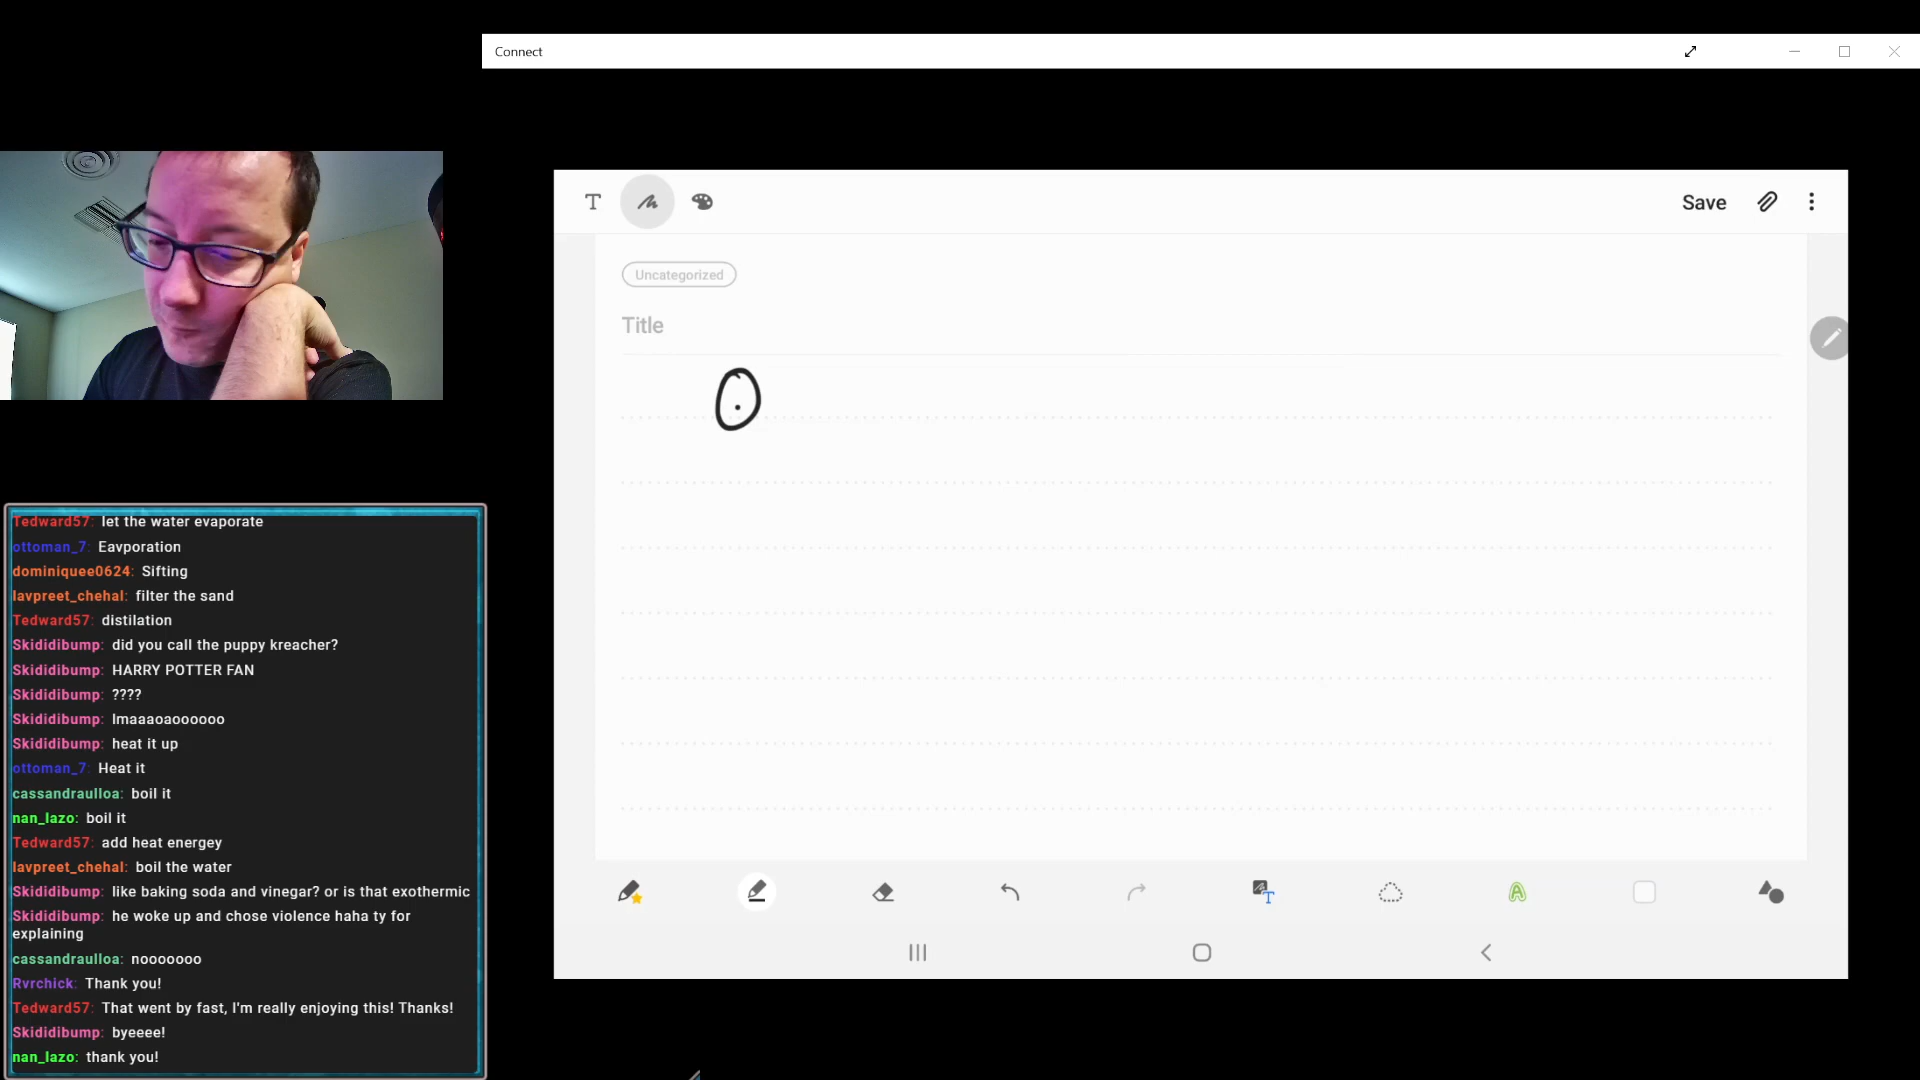 Connect
Save
Uncategorized
Title
Tedward57: let the water evaporate
ottoman_7: Eavporation
dominiquee0624: Sifting
lavpreet_chehal: filter the sand
Tedward57: distilation
Skididibump: did you call the puppy kreacher?
Skididibump: HARRY POTTER FAN
Skididibump: ????
Skididibump: lmaaaoaoooooo
Skididibump: heat it up
ottoman_7: Heat it
cassandraulloa: boil it
nan_lazo: boil it
Tedward57: add heat energey
lavpreet_chehal: boil the water
Skididibump: like baking soda and vinegar? or is that exothermic
Skididibump: he woke up and chose violence haha ty for
explaining
cassandraulloa: nooooooo
Rvrchick: Thank you!
Tedward57: That went by fast, I'm really enjoying this! Thanks!
Skididibump: byeeee!
nan_lazo: thank you!